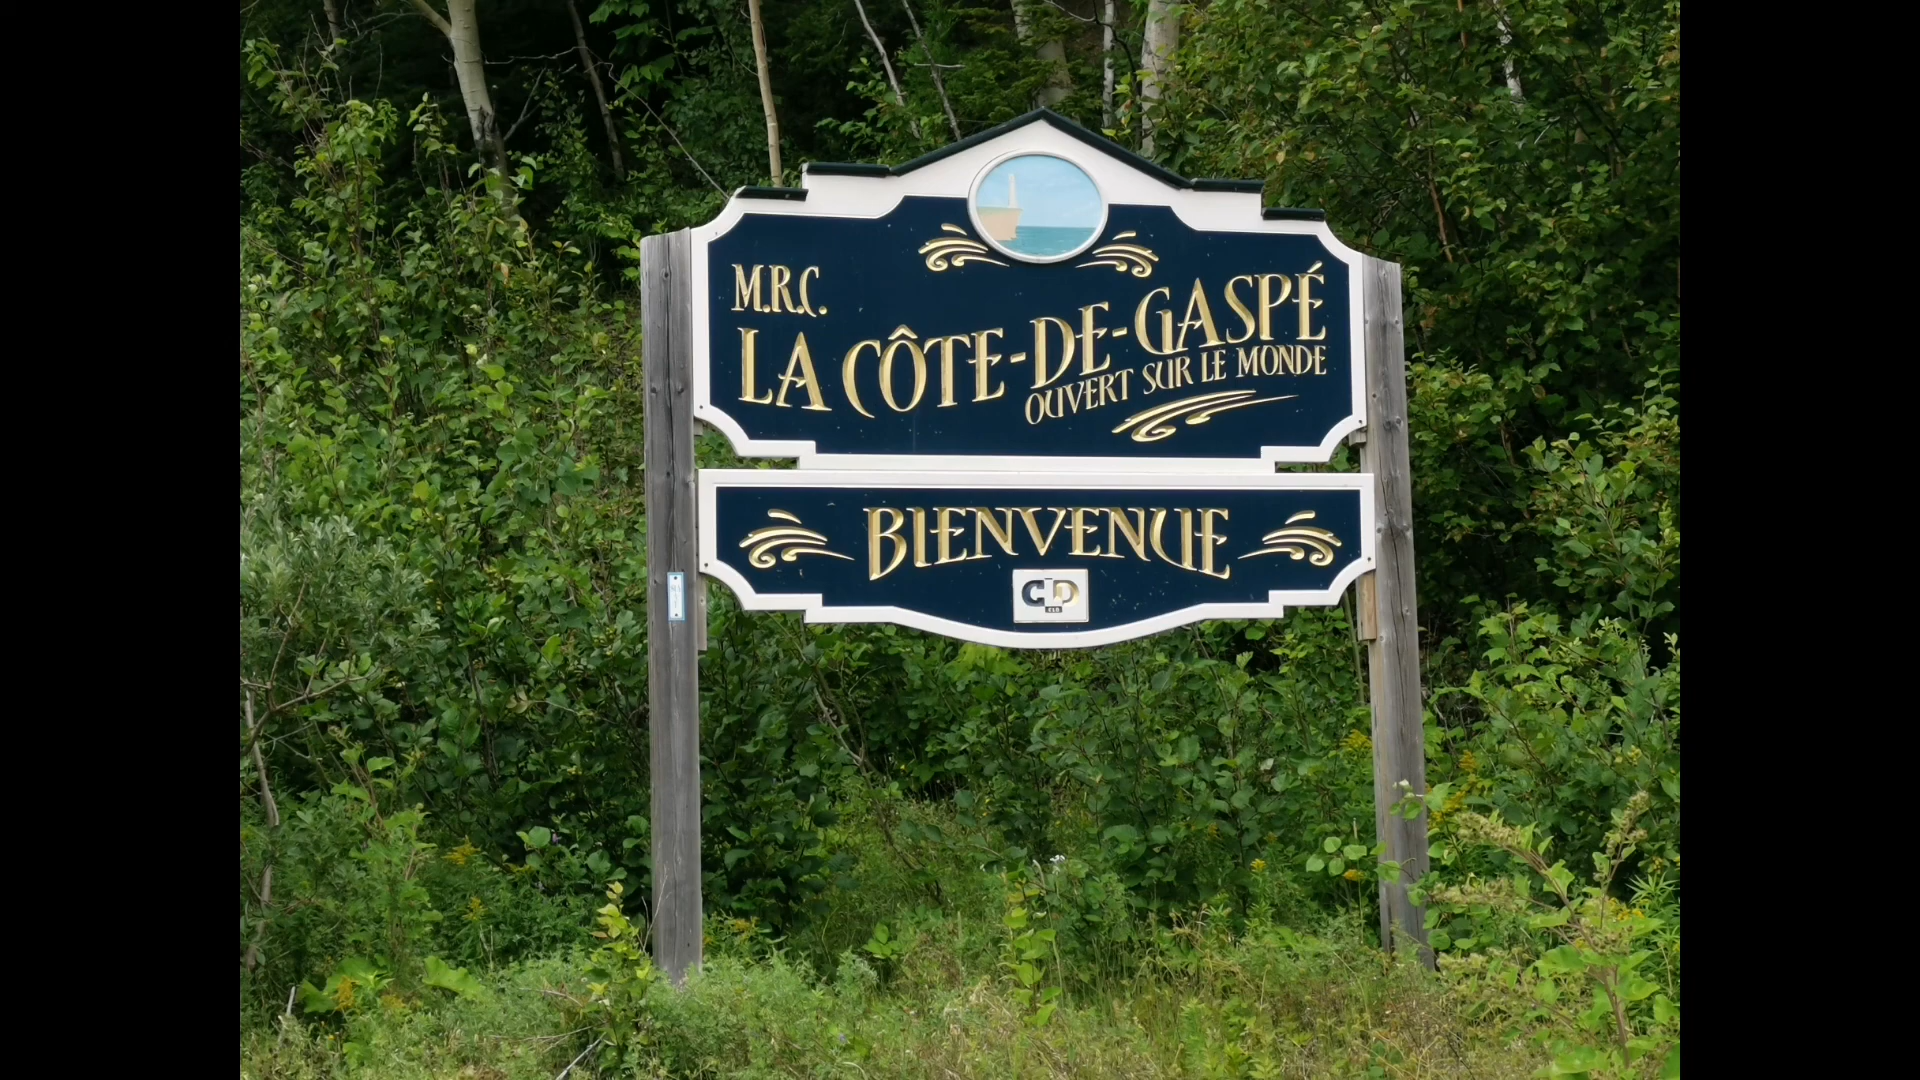 M.R.C.
LA CÔTE-DE-GASPÉ
OUVERT SUR LE MONDE
BIENVENUE
CLD